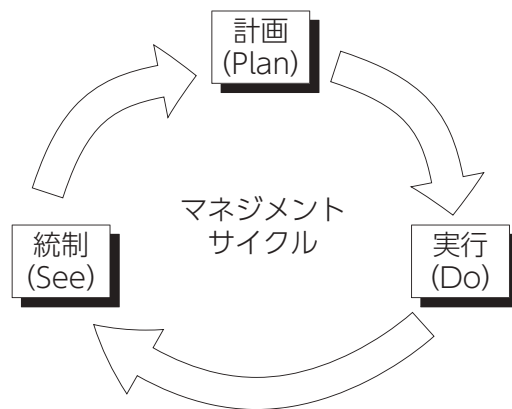 計画
(Plan)
マネジメント
サイクル
統制
(See)
実行
(Do)